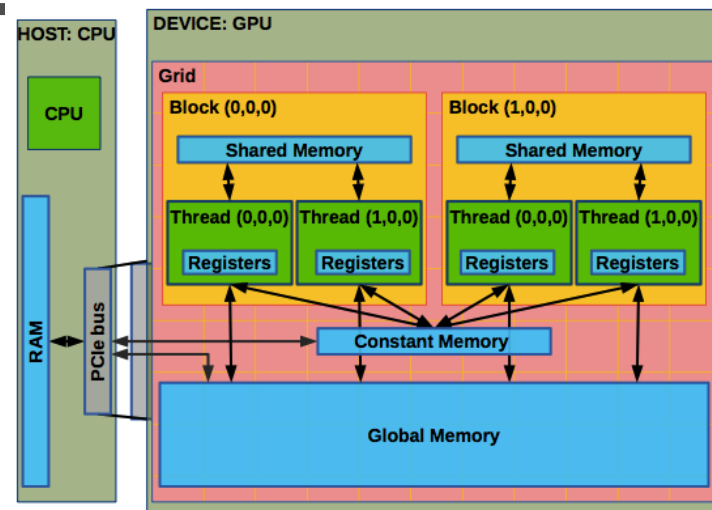 HOST: CPU
CPU
RAM
PCIe bus
DEVICE: GPU
Grid
Block (0,0,0)
Shared Memory
Thread (0,0,0)
Registers
Thread (1,0,0)
Registers
Block (1,0,0)
Shared Memory
Thread (0,0,0)
Registers
Thread (1,0,0)
Registers
Constant Memory
Global Memory